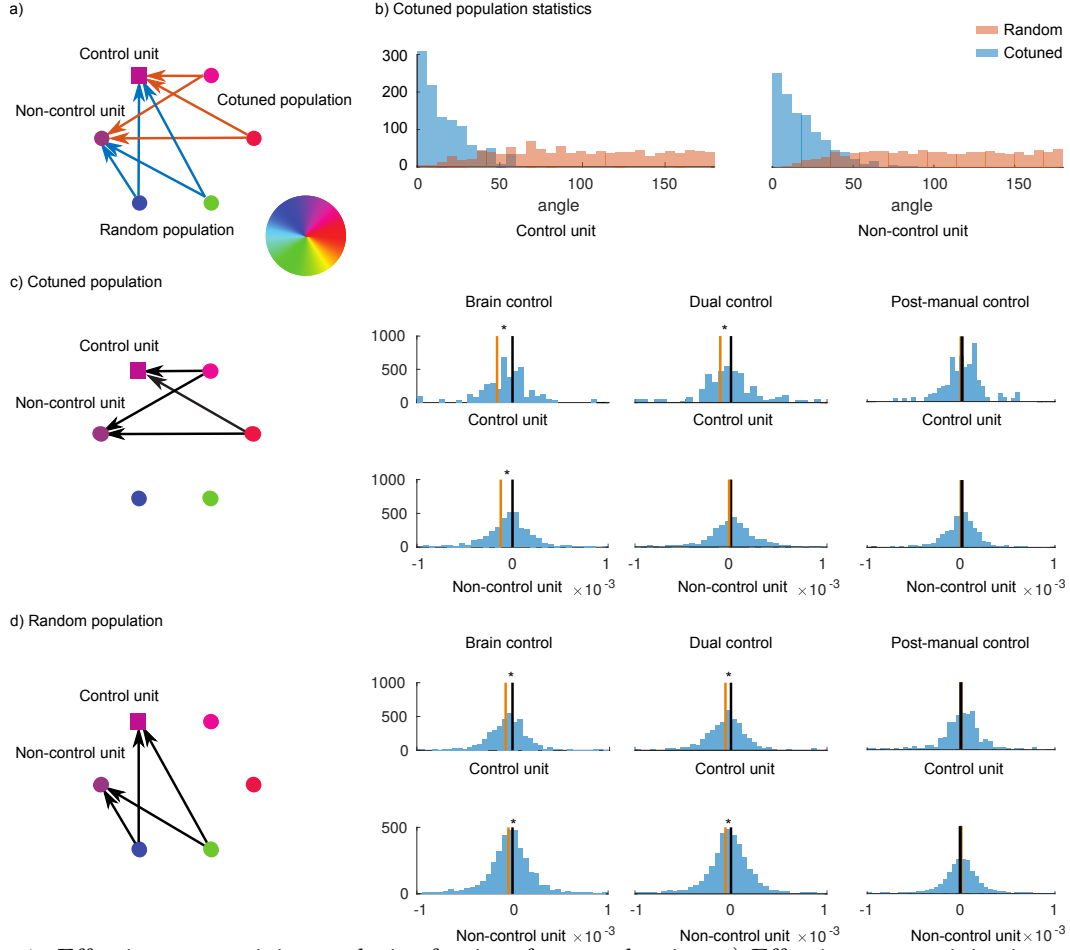 a)
Control unit
Non-control unit
Cotuned population
Random population
b) Cotuned population statistics
Random
Cotuned
300
200
100
0
0 50 100 150
angle
Control unit
0 50 100 150
angle
Non-control unit
c) Cotuned population
Control unit
Non-control unit
Brain control Dual control Post-manual control
* *
1000
500
0
Control unit Control unit Control unit
*
1000
500
0
-1 0 1 -1 0 1 -1 0 1
Non-control unit ×10-3 Non-control unit ×10-3 Non-control unit ×10-3
d) Random population
Control unit
Non-control unit
Brain control Dual control Post-manual control
* *
1000
500
0
Control unit Control unit Control unit
* *
500
0
-1 0 1 -1 0 1 -1 0 1
Non-control unit ×10-3 Non-control unit ×10-3 Non-control unit ×10-3